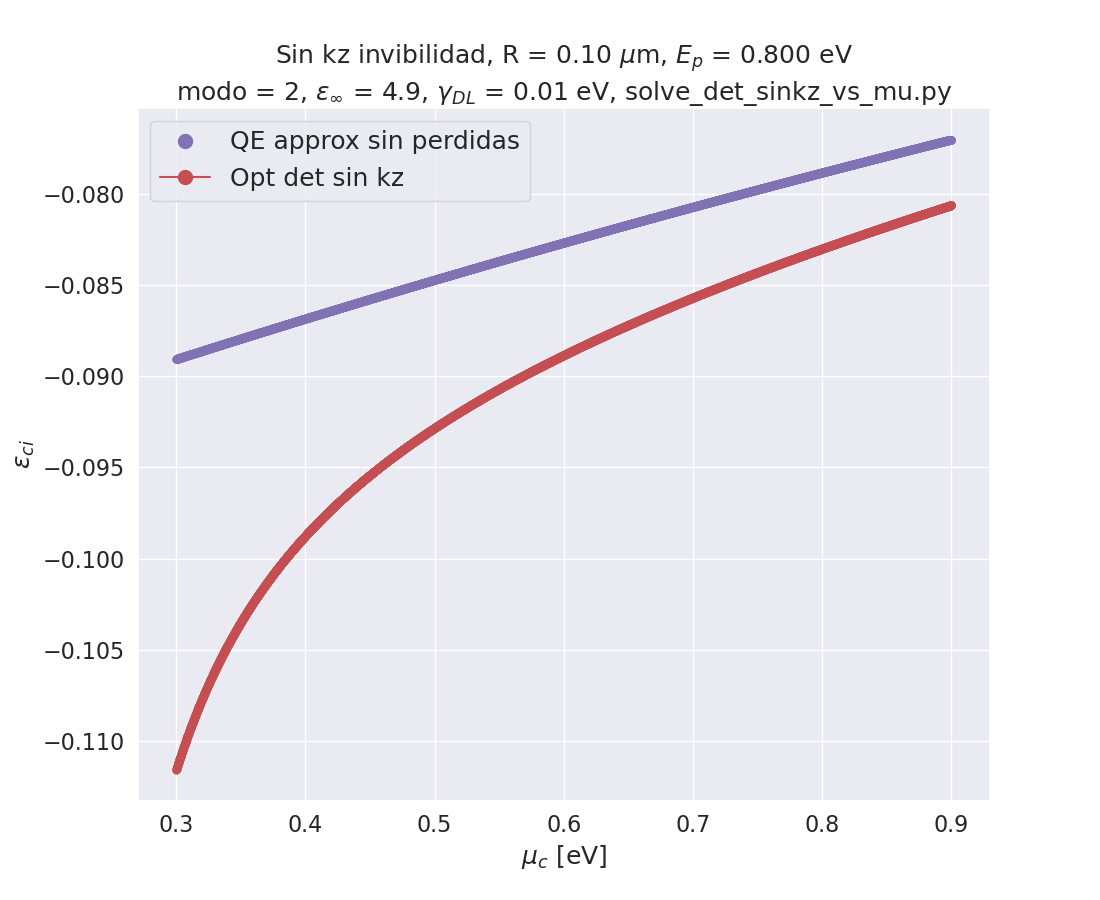 Sin kz invibilidad, R = 0.10 μm, E_p = 0.800 eV
modo = 2, ε_∞ = 4.9, γ_DL = 0.01 eV, solve_det_sinkz_vs_mu.py
QE approx sin perdidas
Opt det sin kz
−0.080
−0.085
−0.090
−0.095
−0.100
−0.105
−0.110
ε_ci
0.3 0.4 0.5 0.6 0.7 0.8 0.9
μ_c [eV]